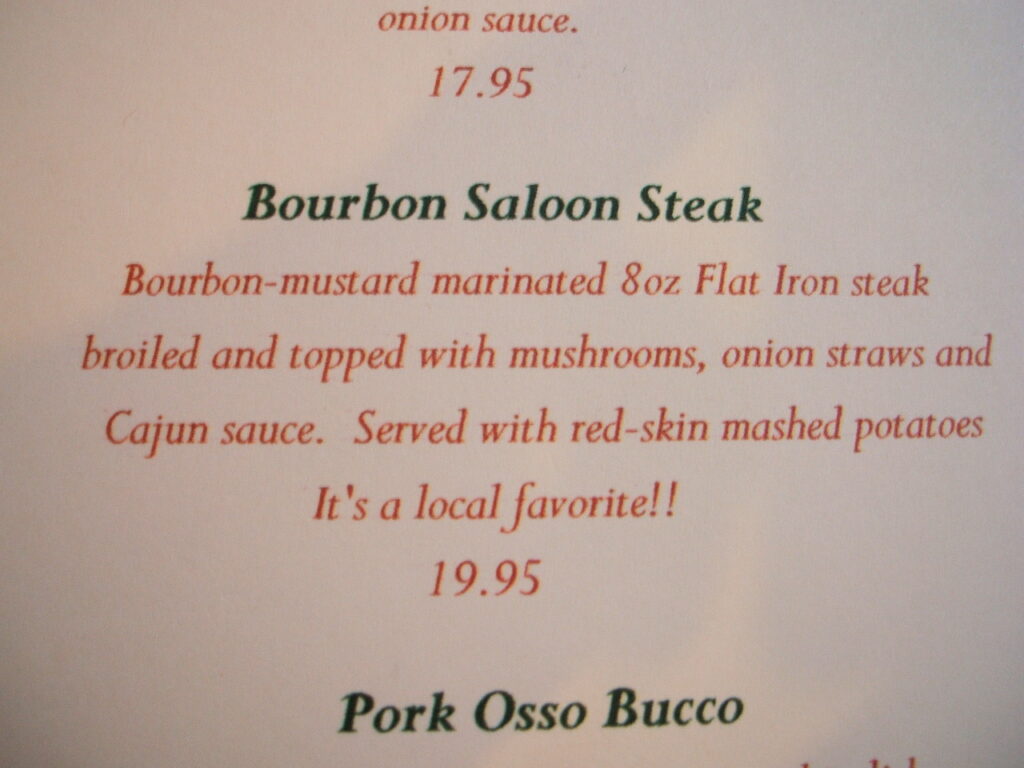 onion sauce.
17.95
Bourbon Saloon Steak
Bourbon-mustard marinated 8oz Flat Iron steak
broiled and topped with mushrooms, onion straws and
Cajun sauce. Served with red-skin mashed potatoes
It's a local favorite!!
19.95
Pork Osso Bucco